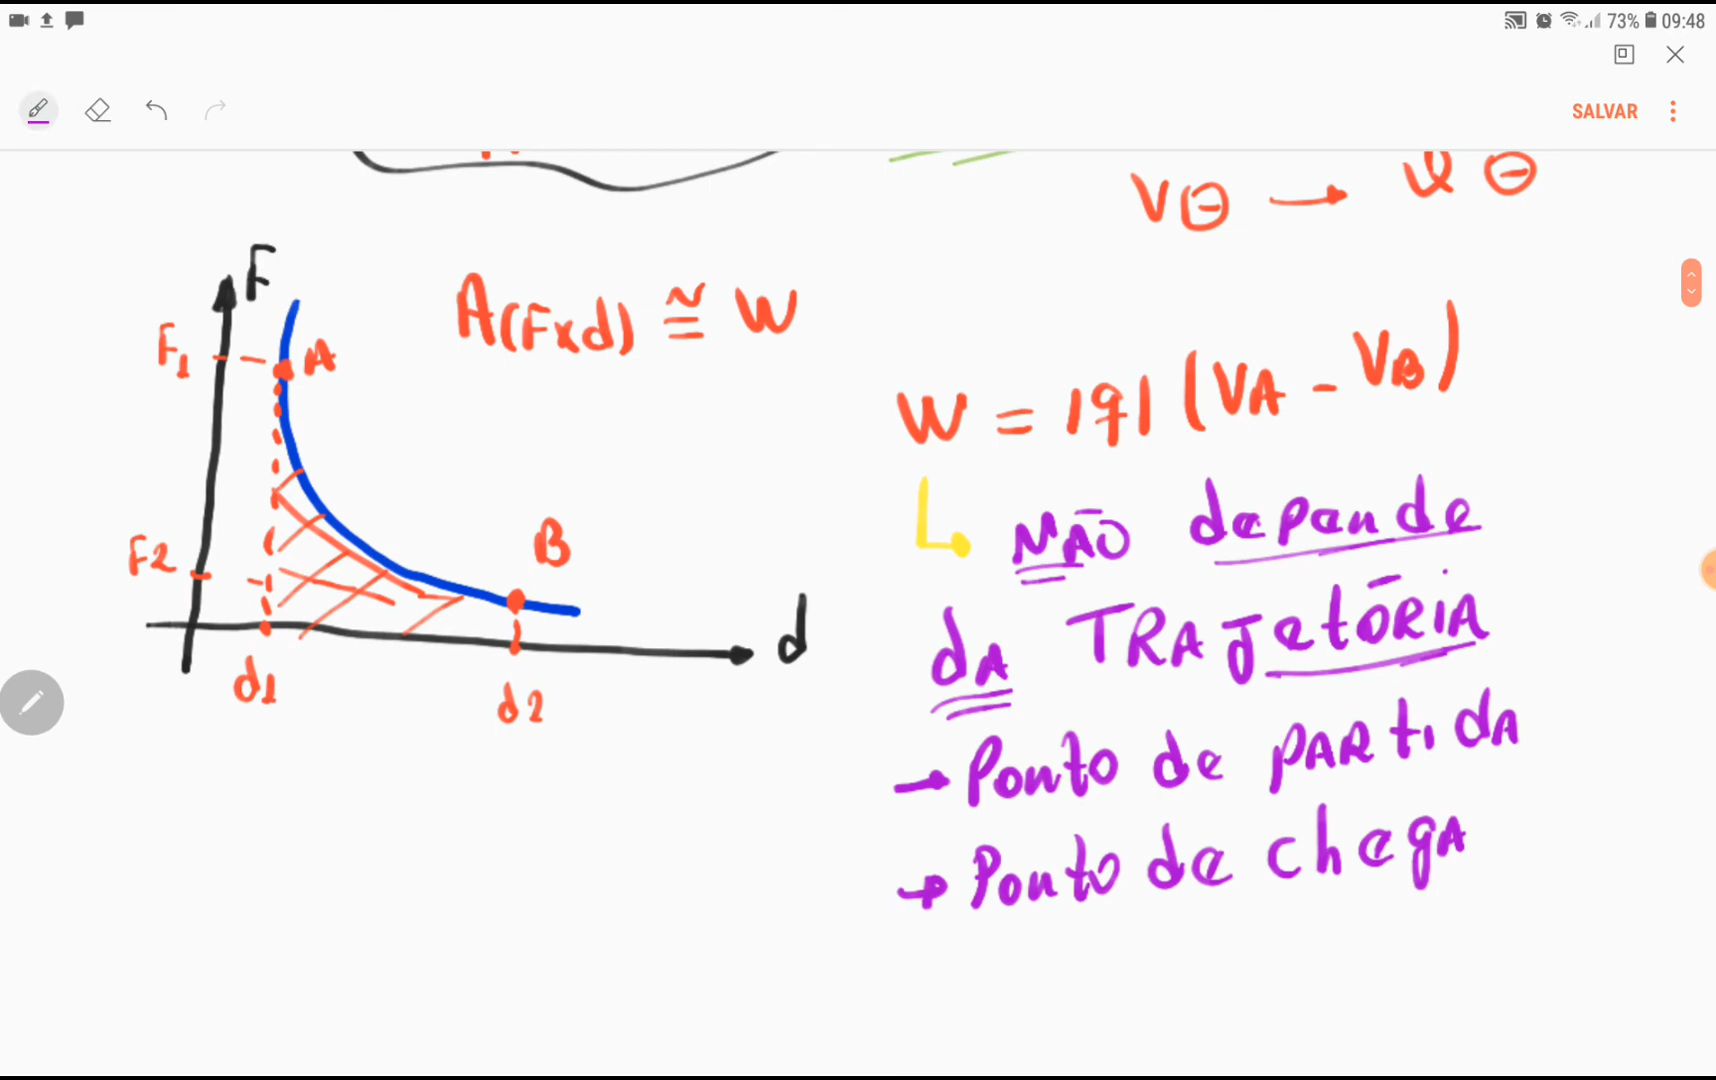 73% 09:48
SALVAR
V⊖ → ⊖
F
F1
A
F2
B
d1
d2
d
A(Fxd) ≅ W
W = |q| (VA - VB)
NÃO depende
dA TRAjetÓRIA
→ Ponto de PARtidA
→ Ponto de chegA